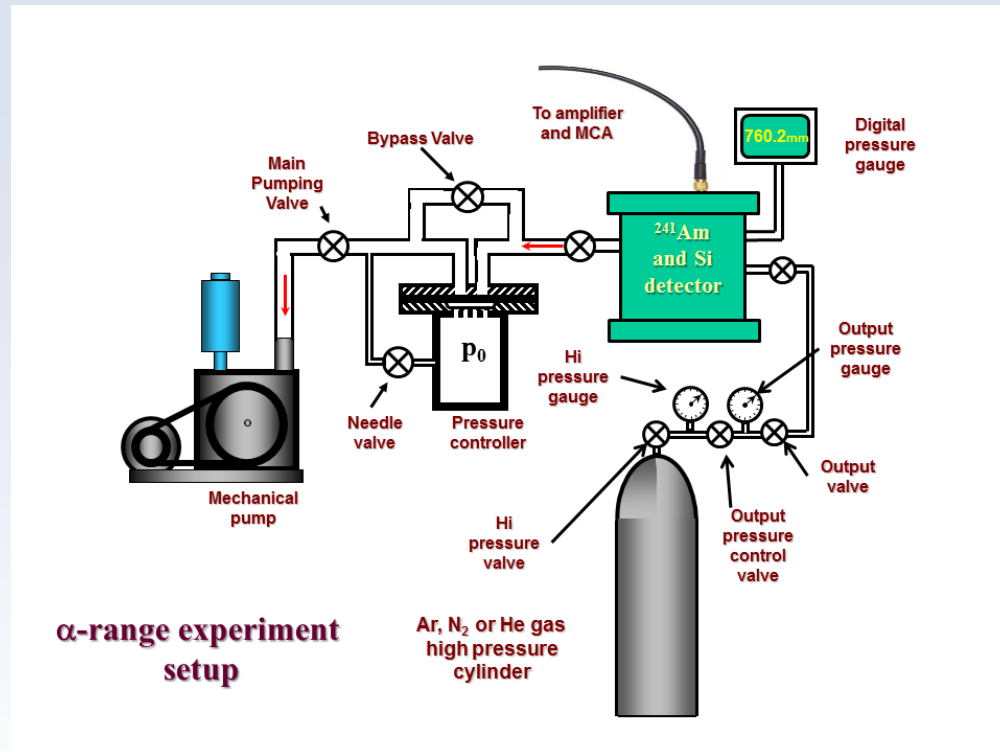 To amplifier
and MCA
760.2mm
Digital
pressure
gauge
Bypass Valve
Main
Pumping
Valve
²⁴¹Am
and Si
detector
p₀
Hi
pressure
gauge
Output
pressure
gauge
Needle
valve
Pressure
controller
Mechanical
pump
Output
valve
Hi
pressure
valve
Output
pressure
control
valve
α-range experiment
setup
Ar, N₂ or He gas
high pressure
cylinder